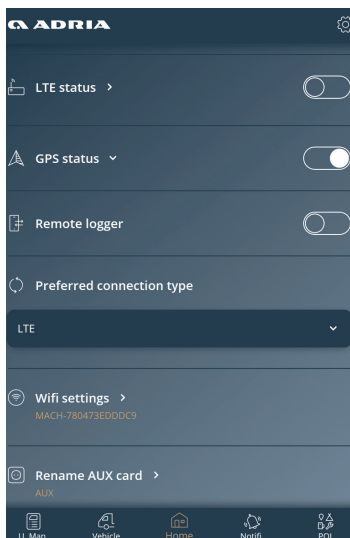 ADRIA
LTE status >
GPS status
Remote logger
Preferred connection type
LTE
Wifi settings >
MACH-780473EDDDC9
Rename AUX card >
AUX
U. Man
Vehicle
Home
Notifi
POI